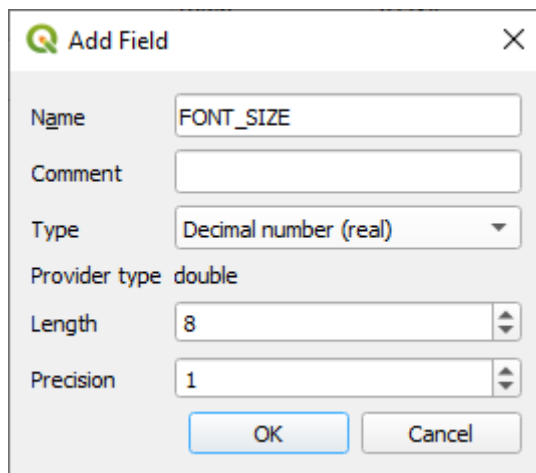 Add Field
Name FONT_SIZE
Comment
Type Decimal number (real)
Provider type double
Length 8
Precision 1
OK Cancel